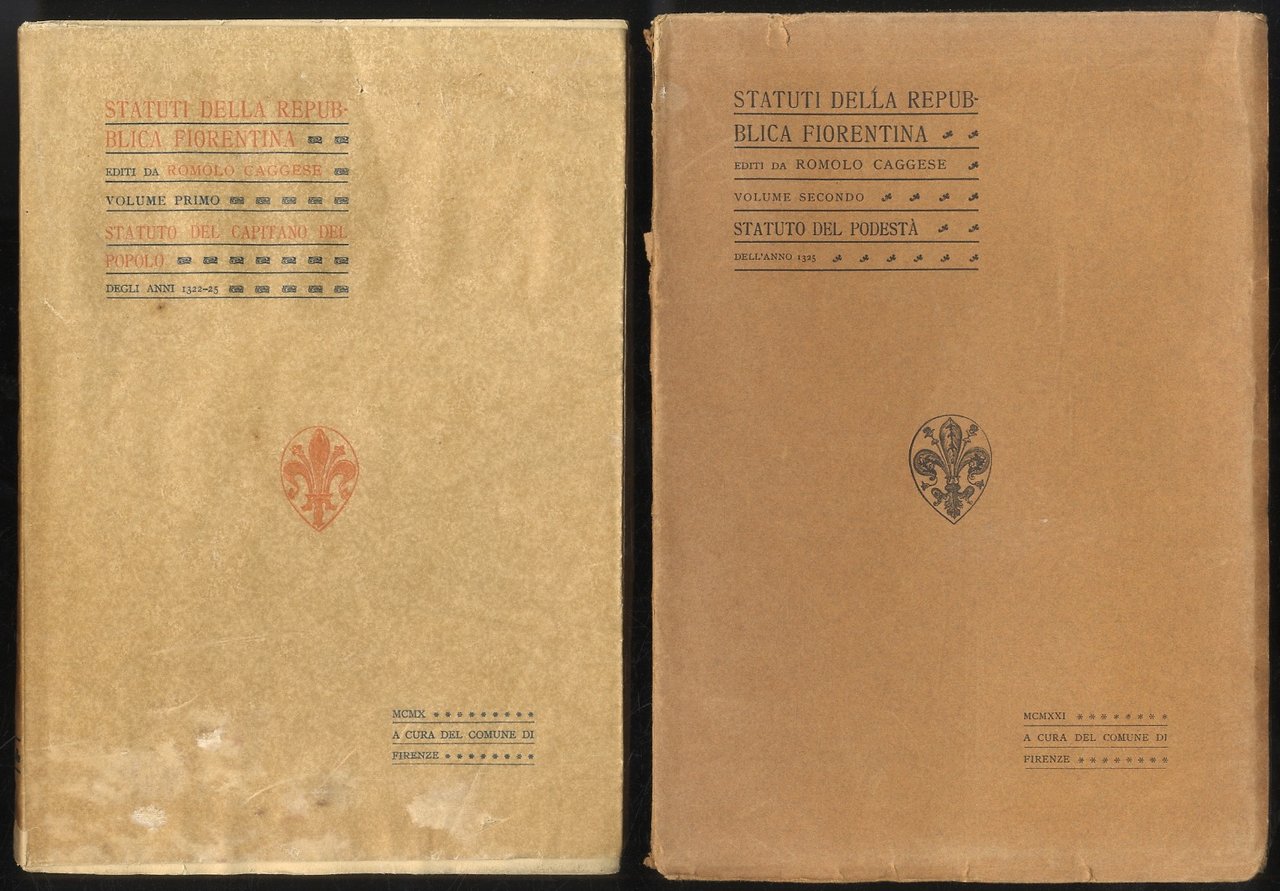 STATUTI DELLA REPUB-
BLICA FIORENTINA
EDITI DA ROMOLO CAGGESE
VOLUME PRIMO
STATUTO DEL CAPITANO DEL
POPOLO
DEGLI ANNI 1322-25
MCMX * * * * * * * * *
A CURA DEL COMUNE DI
FIRENZE * * * * * * * *
STATUTI DELLA REPUB-
BLICA FIORENTINA
EDITI DA ROMOLO CAGGESE
VOLUME SECONDO
STATUTO DEL PODESTÀ
DELL'ANNO 1325
MCMXXI * * * * * * * *
A CURA DEL COMUNE DI
FIRENZE * * * * * * * *